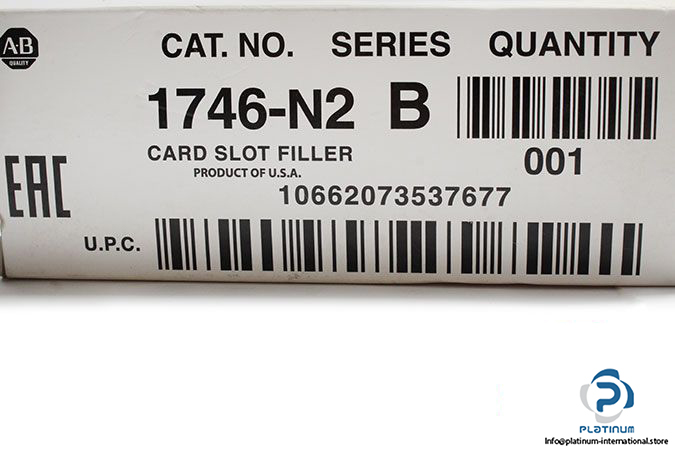 A-B
QUALITY
CAT. NO. SERIES QUANTITY
1746-N2 B
CARD SLOT FILLER
001
PRODUCT OF U.S.A.
10662073537677
EAC
U.P.C.
P
PLATINUM
Info@platinum-international.store